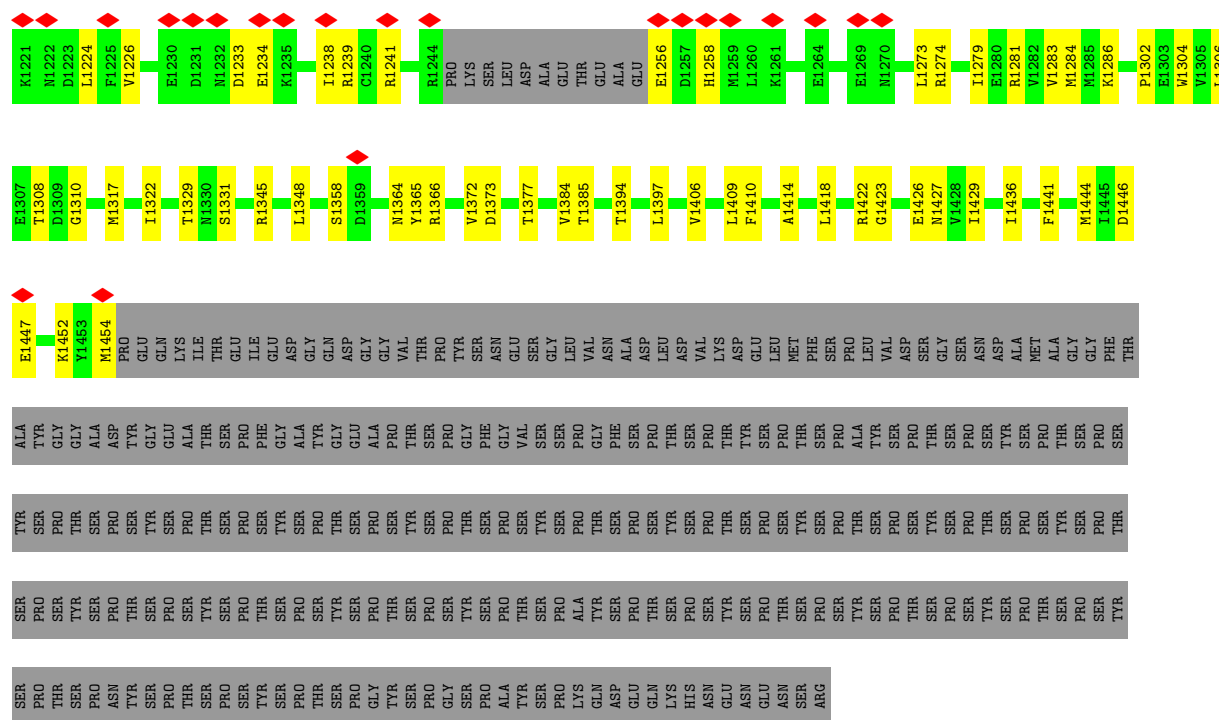 K1221 N1222 D1223 L1224 F1225 V1226 E1230 D1231 N1232 D1233 E1234 K1235 I1238 R1239 C1240 R1241 R1244 PRO LYS SER LEU ASP ALA GLU THR GLU ALA GLU E1256 D1257 H1258 M1259 L1260 K1261 E1264 E1269 N1270 L1273 R1274 I1279 E1280 R1281 V1282 V1283 M1284 M1285 K1286 P1302 E1303 W1304 V1305 L1306
E1307 T1308 D1309 G1310 M1317 I1322 T1329 N1330 S1331 R1345 L1348 S1358 D1359 N1364 Y1365 R1366 V1372 D1373 T1377 V1384 T1385 T1394 L1397 V1406 L1409 F1410 A1414 L1418 R1422 G1423 E1426 N1427 V1428 I1429 I1436 F1441 M1444 I1445 D1446
E1447 K1452 Y1453 M1454 PRO GLU GLN LYS ILE THR GLU ILE GLU ASP GLY GLN ASP GLY GLY VAL THR PRO TYR SER ASN GLU SER GLY LEU VAL ASN ALA ASP LEU ASP VAL LYS ASP GLU LEU MET PHE SER PRO LEU VAL ASP SER GLY SER ASN ASP ALA MET ALA GLY GLY PHE THR
ALA TYR GLY GLY ALA ASP TYR GLY GLU ALA THR SER PRO PHE GLY ALA TYR GLY GLU ALA PRO THR SER PRO GLY PHE GLY VAL SER SER PRO GLY PHE SER PRO THR SER PRO THR TYR SER PRO THR SER PRO ALA TYR SER PRO THR SER PRO SER TYR SER PRO THR SER PRO SER
TYR SER PRO THR SER PRO SER TYR SER PRO THR SER PRO SER TYR SER PRO THR SER PRO SER TYR SER PRO THR SER PRO SER TYR SER PRO THR SER PRO SER TYR SER PRO THR SER PRO SER TYR SER PRO THR SER PRO SER TYR SER PRO THR SER PRO SER TYR SER PRO THR
SER PRO SER TYR SER PRO THR SER PRO SER TYR SER PRO THR SER PRO SER TYR SER PRO THR SER PRO SER TYR SER PRO THR SER PRO ALA TYR SER PRO THR SER PRO SER TYR SER PRO THR SER PRO SER TYR SER PRO THR SER PRO SER TYR SER PRO THR SER PRO SER TYR
SER PRO THR SER PRO ASN TYR SER PRO THR SER PRO SER TYR SER PRO THR SER PRO GLY TYR SER PRO GLY SER PRO ALA TYR SER PRO LYS GLN ASP GLU GLN LYS HIS ASN GLU ASN GLU ASN SER ARG